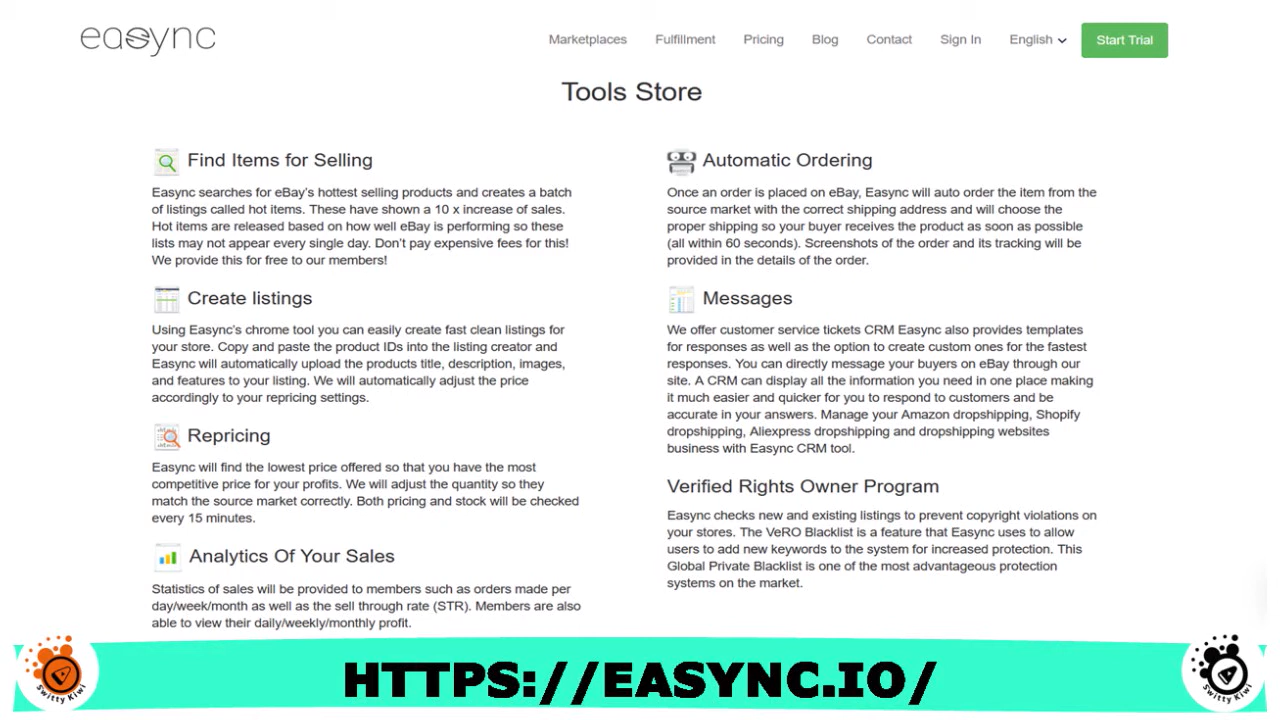 easync
Marketplaces Fulfillment Pricing Blog Contact Sign In English Start Trial
Tools Store
Find Items for Selling
Easync searches for eBay’s hottest selling products and creates a batch
of listings called hot items. These have shown a 10 x increase of sales.
Hot items are released based on how well eBay is performing so these
lists may not appear every single day. Don’t pay expensive fees for this!
We provide this for free to our members!
Create listings
Using Easync’s chrome tool you can easily create fast clean listings for
your store. Copy and paste the product IDs into the listing creator and
Easync will automatically upload the products title, description, images,
and features to your listing. We will automatically adjust the price
accordingly to your repricing settings.
Repricing
Easync will find the lowest price offered so that you have the most
competitive price for your profits. We will adjust the quantity so they
match the source market correctly. Both pricing and stock will be checked
every 15 minutes.
Analytics Of Your Sales
Statistics of sales will be provided to members such as orders made per
day/week/month as well as the sell through rate (STR). Members are also
able to view their daily/weekly/monthly profit.
Automatic Ordering
Once an order is placed on eBay, Easync will auto order the item from the
source market with the correct shipping address and will choose the
proper shipping so your buyer receives the product as soon as possible
(all within 60 seconds). Screenshots of the order and its tracking will be
provided in the details of the order.
Messages
We offer customer service tickets CRM Easync also provides templates
for responses as well as the option to create custom ones for the fastest
responses. You can directly message your buyers on eBay through our
site. A CRM can display all the information you need in one place making
it much easier and quicker for you to respond to customers and be
accurate in your answers. Manage your Amazon dropshipping, Shopify
dropshipping, Aliexpress dropshipping and dropshipping websites
business with Easync CRM tool.
Verified Rights Owner Program
Easync checks new and existing listings to prevent copyright violations on
your stores. The VeRO Blacklist is a feature that Easync uses to allow
users to add new keywords to the system for increased protection. This
Global Private Blacklist is one of the most advantageous protection
systems on the market.
Switty Kiwi
HTTPS://EASYNC.IO/
Switty Kiwi